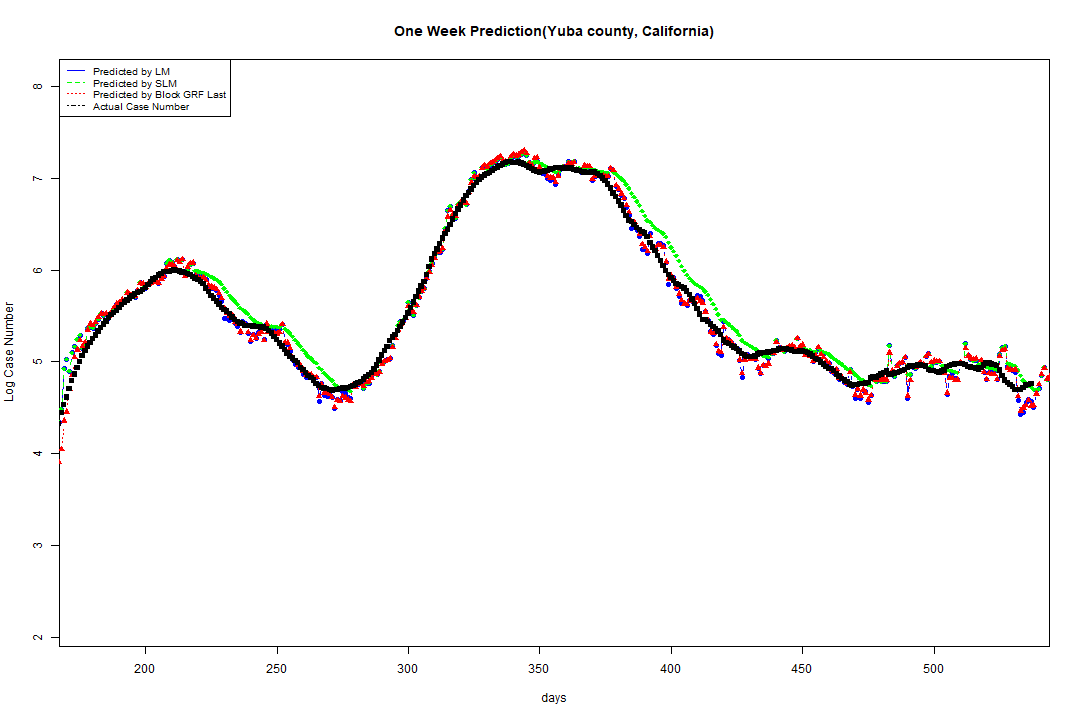 One Week Prediction(Yuba county, California)
Predicted by LM
Predicted by SLM
Predicted by Block GRF Last
Actual Case Number
8
7
6
5
4
3
2
Log Case Number
200 250 300 350 400 450 500
days